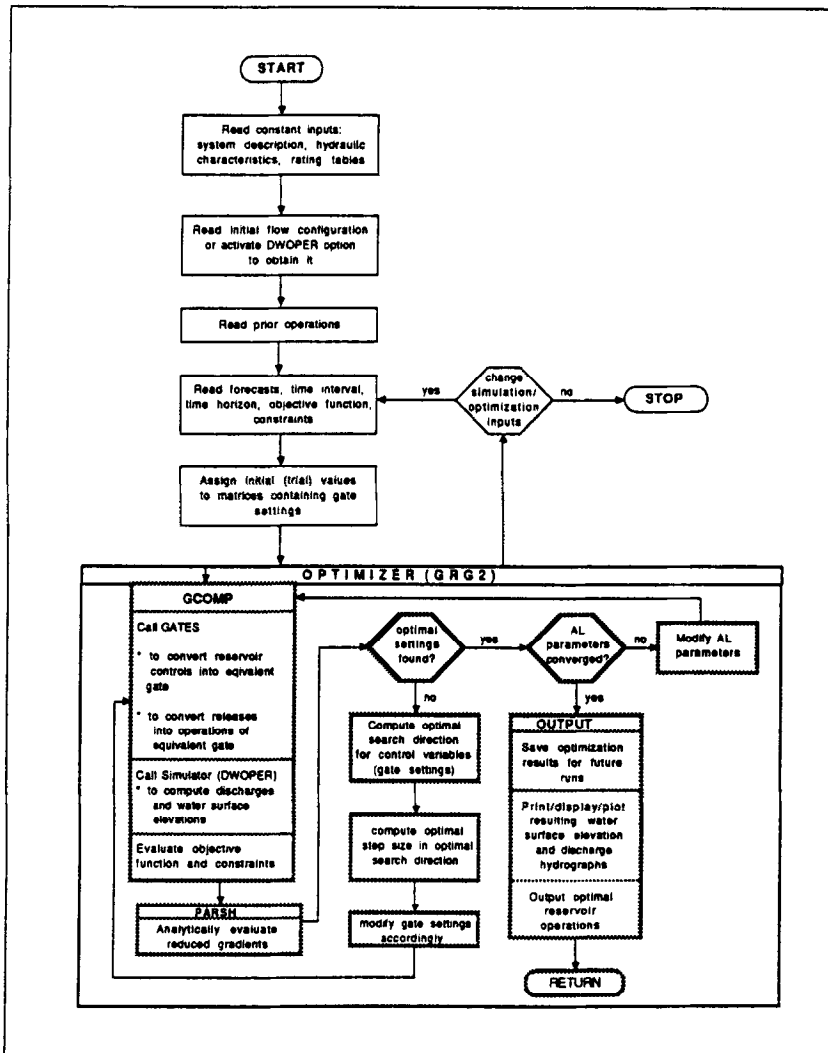 START
Read constant inputs:
system description, hydraulic
characteristics, rating tables
Read initial flow configuration
or activate DWOPER option
to obtain it
Read prior operations
Read forecasts, time interval,
time horizon, objective function,
constraints
yes
change
simulation/
optimization
inputs
no
STOP
Assign initial (trial) values
to matrices containing gate
settings
OPTIMIZER (GRG2)
GCOMP
Call GATES
* to convert reservoir
controls into eqivalent
gate
* to convert releases
into operations of
equivalent gate
Call Simulator (DWOPER)
* to compute discharges
and water surface
elevations
Evaluate objective
function and constraints
PARSH
Analytically evaluate
reduced gradients
optimal
settings
found?
yes
no
Compute optimal
search direction
for control variables
(gate settings)
compute optimal
step size in optimal
search direction
modify gate settings
accordingly
AL
parameters
converged?
no
Modify AL
parameters
yes
OUTPUT
Save optimization
results for future
runs
Print/display/plot
resulting water
surface elevation
and discharge
hydrographs
Output optimal
reservoir
operations
RETURN